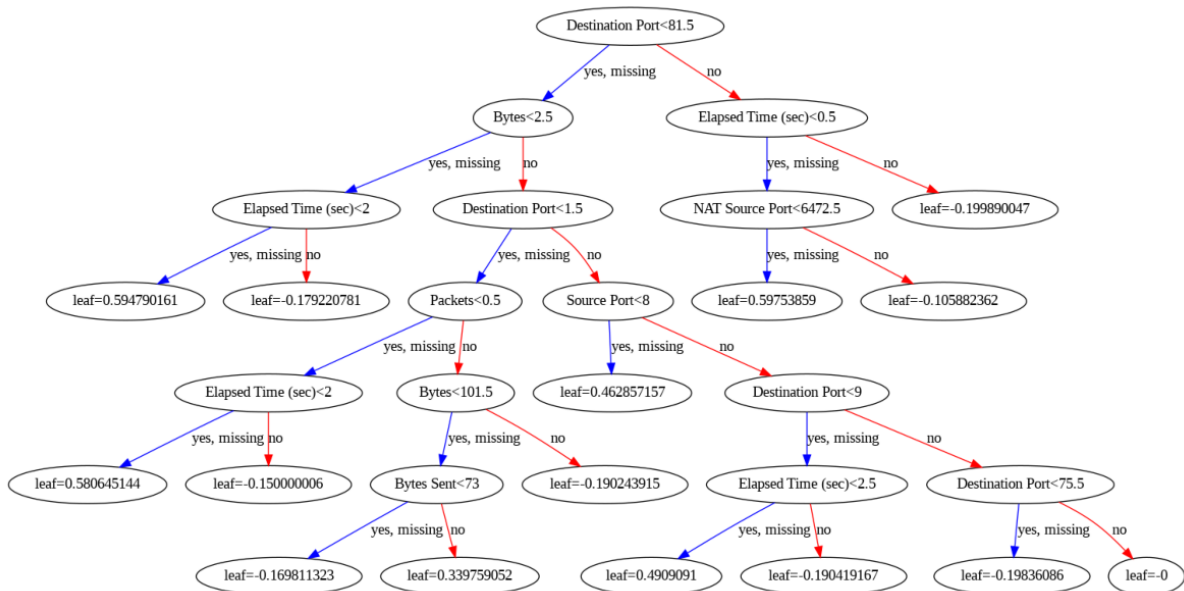 Destination Port<81.5
yes, missing
no
Bytes<2.5
Elapsed Time (sec)<0.5
yes, missing
no
yes, missing
no
Elapsed Time (sec)<2
Destination Port<1.5
NAT Source Port<6472.5
leaf=-0.199890047
yes, missing
no
yes, missing
no
yes, missing
no
leaf=0.594790161
leaf=-0.179220781
Packets<0.5
Source Port<8
leaf=0.59753859
leaf=-0.105882362
yes, missing
no
yes, missing
no
Elapsed Time (sec)<2
Bytes<101.5
leaf=0.462857157
Destination Port<9
yes, missing
no
yes, missing
no
yes, missing
no
leaf=0.580645144
leaf=-0.150000006
Bytes Sent<73
leaf=-0.190243915
Elapsed Time (sec)<2.5
Destination Port<75.5
yes, missing
no
yes, missing
no
yes, missing
no
leaf=-0.169811323
leaf=0.339759052
leaf=0.4909091
leaf=-0.190419167
leaf=-0.19836086
leaf=-0